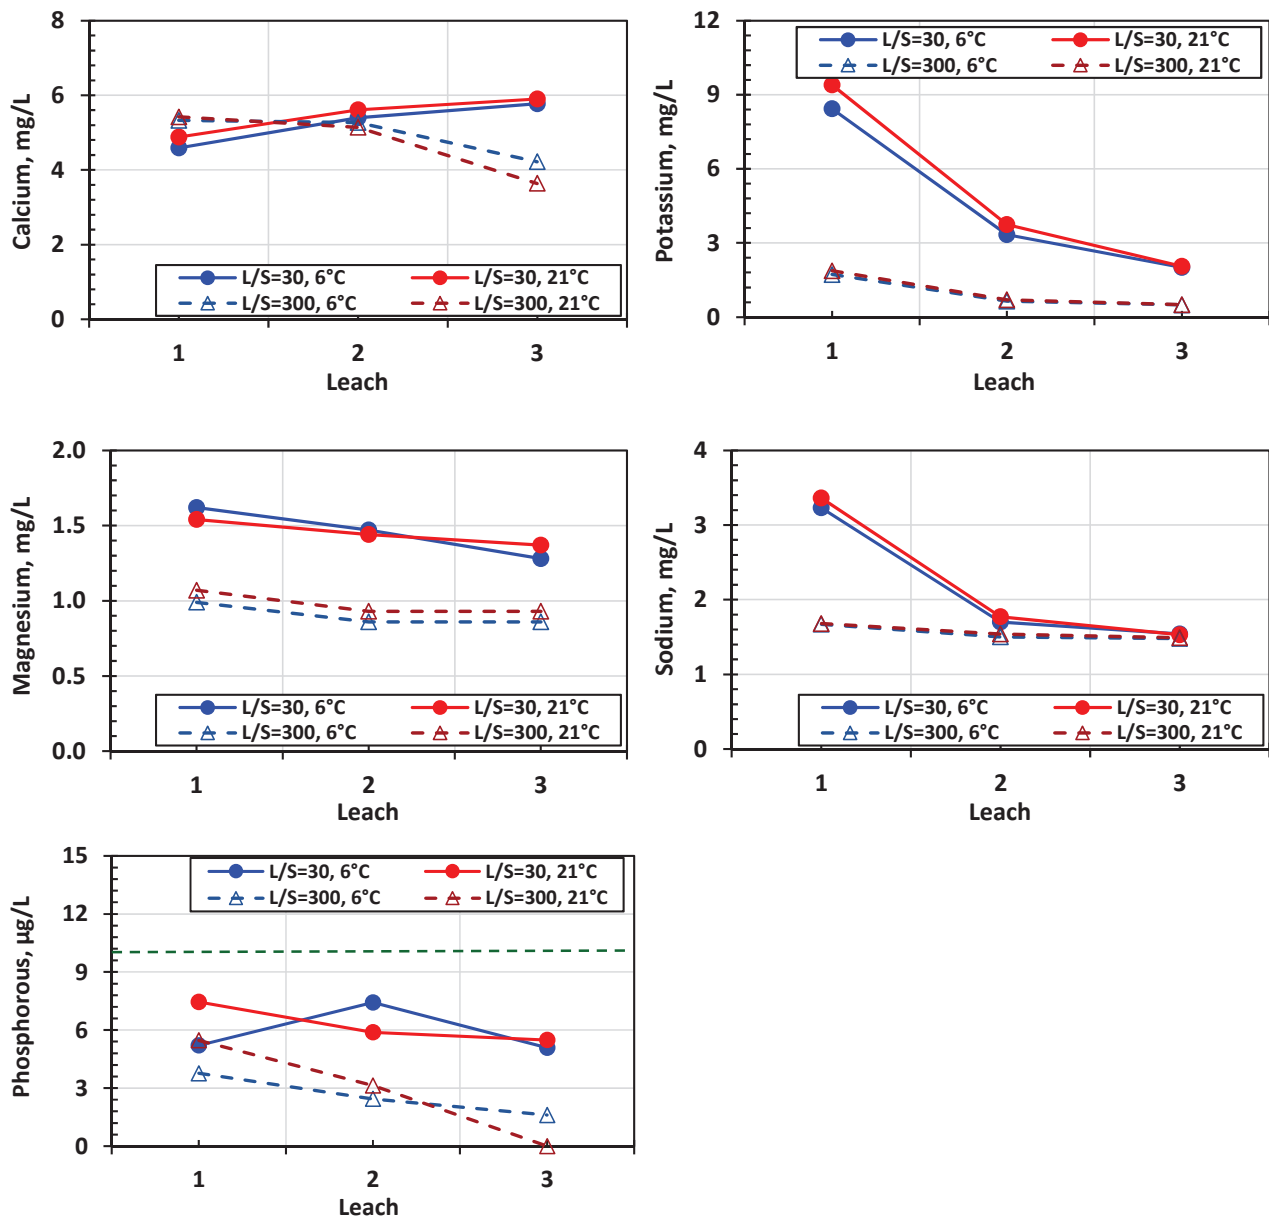 Calcium, mg/L
8
6
4
2
0
L/S=30, 6°C
L/S=30, 21°C
L/S=300, 6°C
L/S=300, 21°C
1
2
3
Leach
Potassium, mg/L
12
9
6
3
0
L/S=30, 6°C
L/S=30, 21°C
L/S=300, 6°C
L/S=300, 21°C
1
2
3
Leach
Magnesium, mg/L
2.0
1.5
1.0
0.5
0.0
L/S=30, 6°C
L/S=30, 21°C
L/S=300, 6°C
L/S=300, 21°C
1
2
3
Leach
Sodium, mg/L
4
3
2
1
0
L/S=30, 6°C
L/S=30, 21°C
L/S=300, 6°C
L/S=300, 21°C
1
2
3
Leach
Phosphorous, µg/L
15
12
9
6
3
0
L/S=30, 6°C
L/S=30, 21°C
L/S=300, 6°C
L/S=300, 21°C
1
2
3
Leach